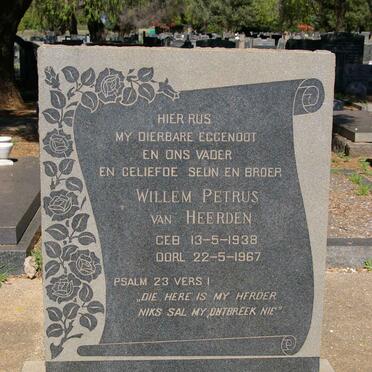 HIER RUS
MY DIERBARE EGGENOOT
EN ONS VADER
EN GELIEFDE SEUN EN BROER
WILLEM PETRUS
VAN HEERDEN
GEB 13-5-1938
OORL 22-5-1967
PSALM 23 VERS 1
„DIE HERE IS MY HERDER
NIKS SAL MY ONTBREEK NIE"